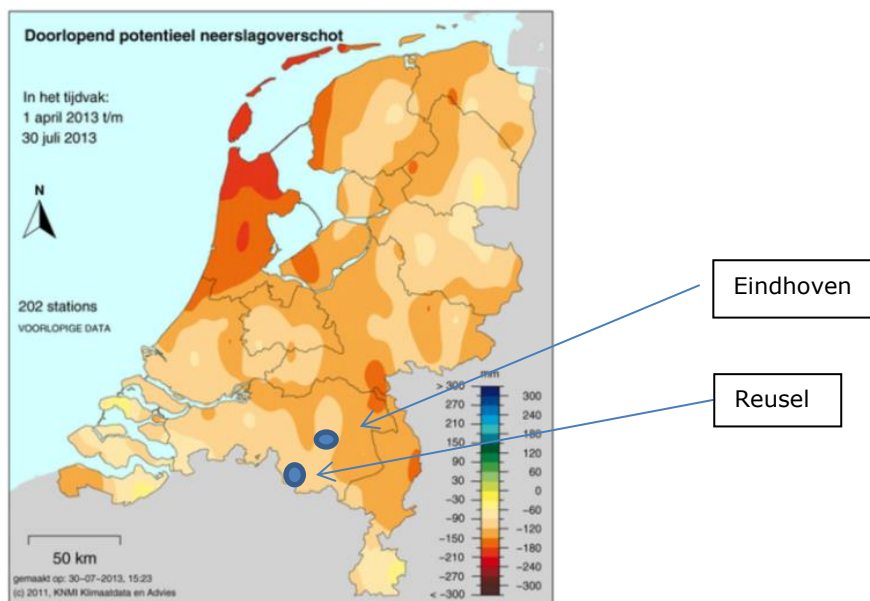 Doorlopend potentieel neerslagoverschot
In het tijdvak:
1 april 2013 t/m
30 juli 2013
N
202 stations
VOORLOPIGE DATA
Eindhoven
Reusel
mm
> 300
300
270
240
210
180
150
120
90
60
30
0
−30
−60
−90
−120
−150
−180
−210
−240
−270
−300
< −300
50 km
gemaakt op: 30−07−2013, 15:23
(c) 2011, KNMI Klimaatdata en Advies